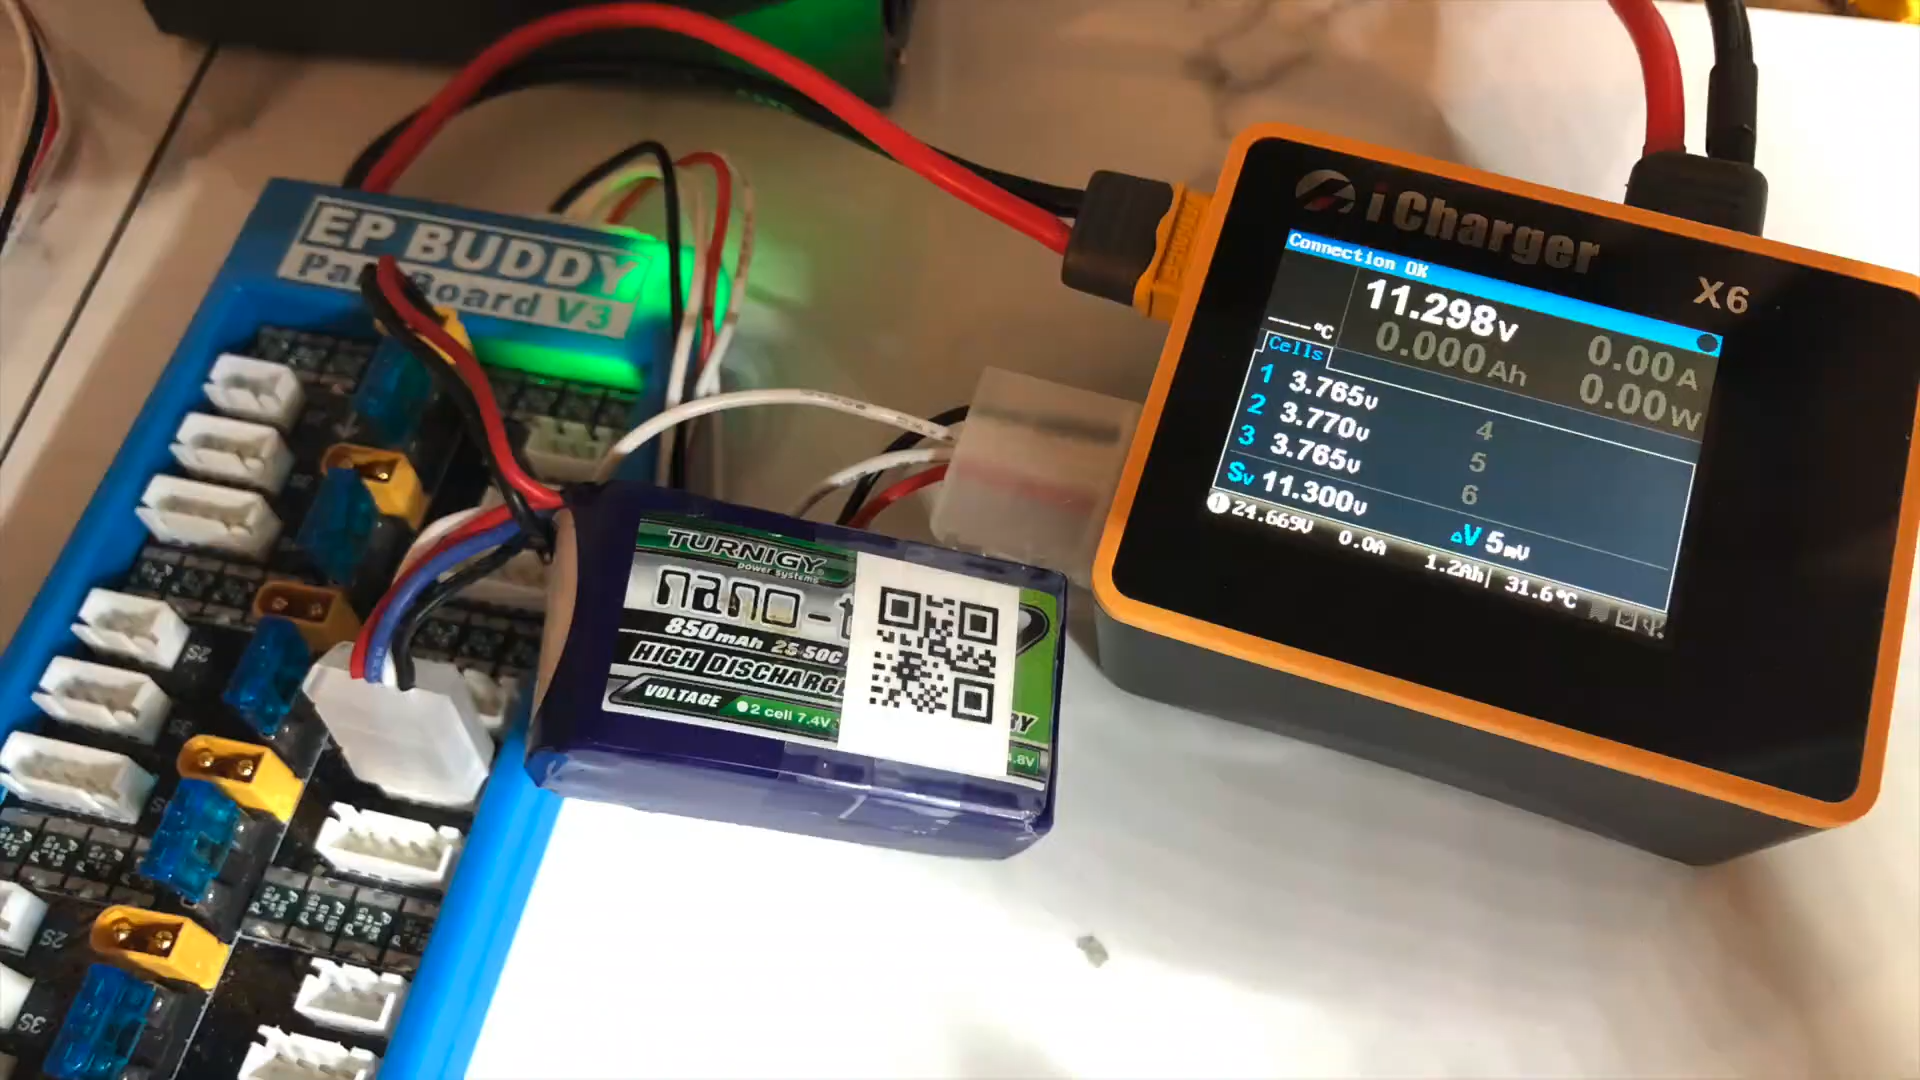 EP BUDDY
Board V3
iCharger
X6
Connection OK
11.298V
0.00A
----°C
0.000Ah
0.00W
Cells
1 3.765V
4
2 3.770V
5
3 3.765V
6
Sv 11.300V
ΔV 5mV
24.669V 0.0A 1.2Ah| 31.6°C
TURNIGY
power systems
nano-t
850mAh 25-50C
HIGH DISCHARGE
RY
VOLTAGE
2 cell 7.4V
4.8V
2S
2S
3S